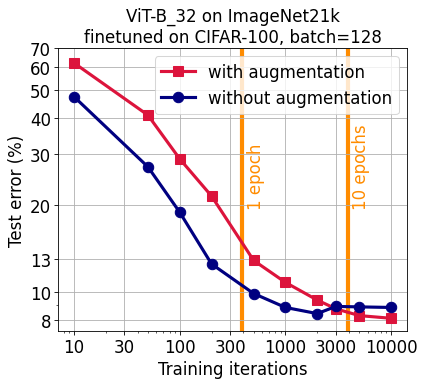 ViT-B_32 on ImageNet21k
finetuned on CIFAR-100, batch=128
with augmentation
without augmentation
Test error (%)
70
60
50
40
30
20
13
10
8
1 epoch
10 epochs
10
30
100
300
1000
3000
10000
Training iterations